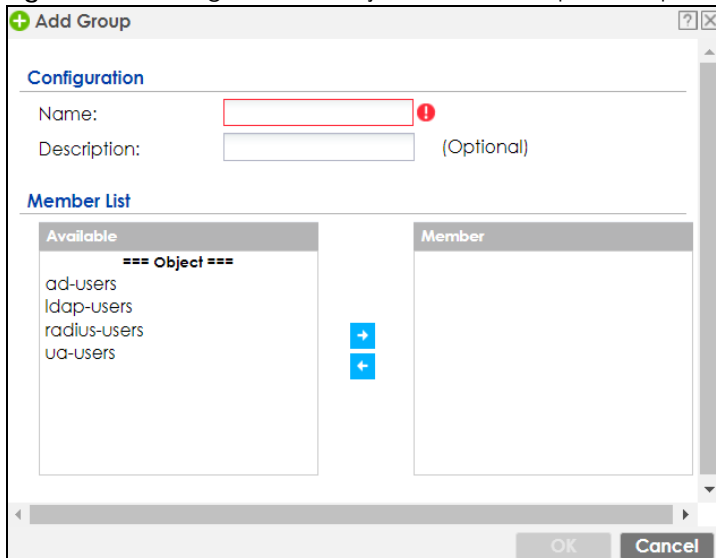 Add Group
Configuration
Name:
Description:
(Optional)
Member List
Available
Member
=== Object ===
ad-users
ldap-users
radius-users
ua-users
OK
Cancel